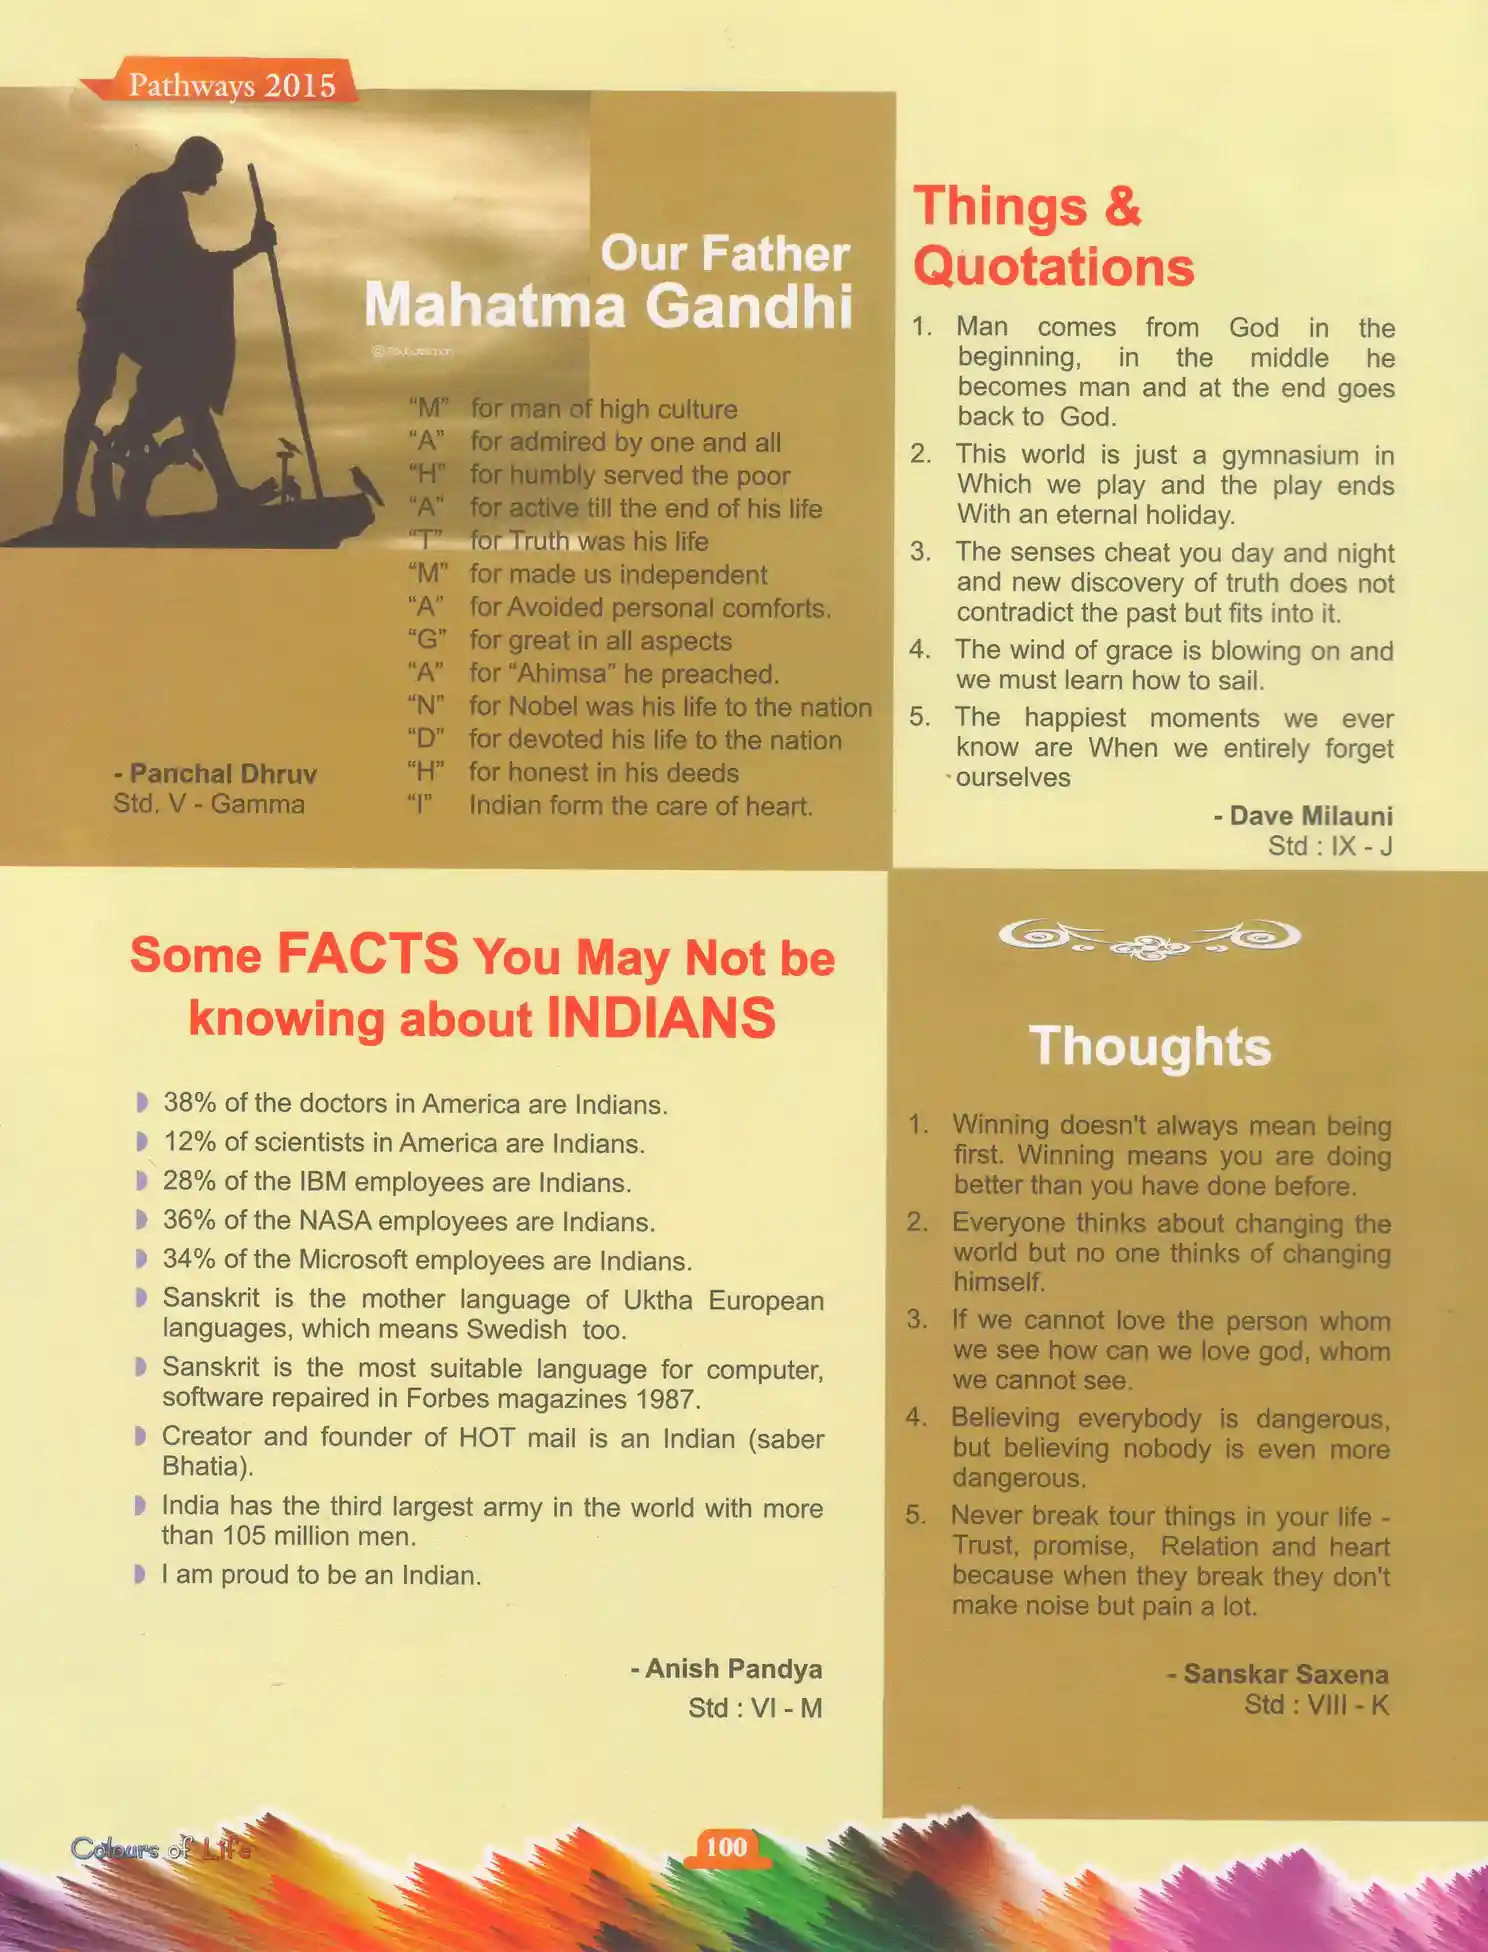 Pathways 2015
Our Father
Mahatma Gandhi
“M” for man of high culture
“A” for admired by one and all
“H” for humbly served the poor
“A” for active till the end of his life
“T” for Truth was his life
“M” for made us independent
“A” for Avoided personal comforts.
“G” for great in all aspects
“A” for “Ahimsa” he preached.
“N” for Nobel was his life to the nation
“D” for devoted his life to the nation
“H” for honest in his deeds
“I” Indian form the care of heart.
- Panchal Dhruv
Std. V - Gamma
Things &
Quotations
1. Man comes from God in the
beginning, in the middle he
becomes man and at the end goes
back to God.
2. This world is just a gymnasium in
Which we play and the play ends
With an eternal holiday.
3. The senses cheat you day and night
and new discovery of truth does not
contradict the past but fits into it.
4. The wind of grace is blowing on and
we must learn how to sail.
5. The happiest moments we ever
know are When we entirely forget
ourselves
- Dave Milauni
Std : IX - J
Some FACTS You May Not be
knowing about INDIANS
38% of the doctors in America are Indians.
12% of scientists in America are Indians.
28% of the IBM employees are Indians.
36% of the NASA employees are Indians.
34% of the Microsoft employees are Indians.
Sanskrit is the mother language of Uktha European
languages, which means Swedish too.
Sanskrit is the most suitable language for computer,
software repaired in Forbes magazines 1987.
Creator and founder of HOT mail is an Indian (saber
Bhatia).
India has the third largest army in the world with more
than 105 million men.
I am proud to be an Indian.
- Anish Pandya
Std : VI - M
Thoughts
1. Winning doesn't always mean being
first. Winning means you are doing
better than you have done before.
2. Everyone thinks about changing the
world but no one thinks of changing
himself.
3. If we cannot love the person whom
we see how can we love god, whom
we cannot see.
4. Believing everybody is dangerous,
but believing nobody is even more
dangerous.
5. Never break tour things in your life -
Trust, promise, Relation and heart
because when they break they don't
make noise but pain a lot.
- Sanskar Saxena
Std : VIII - K
Colours of Life
100